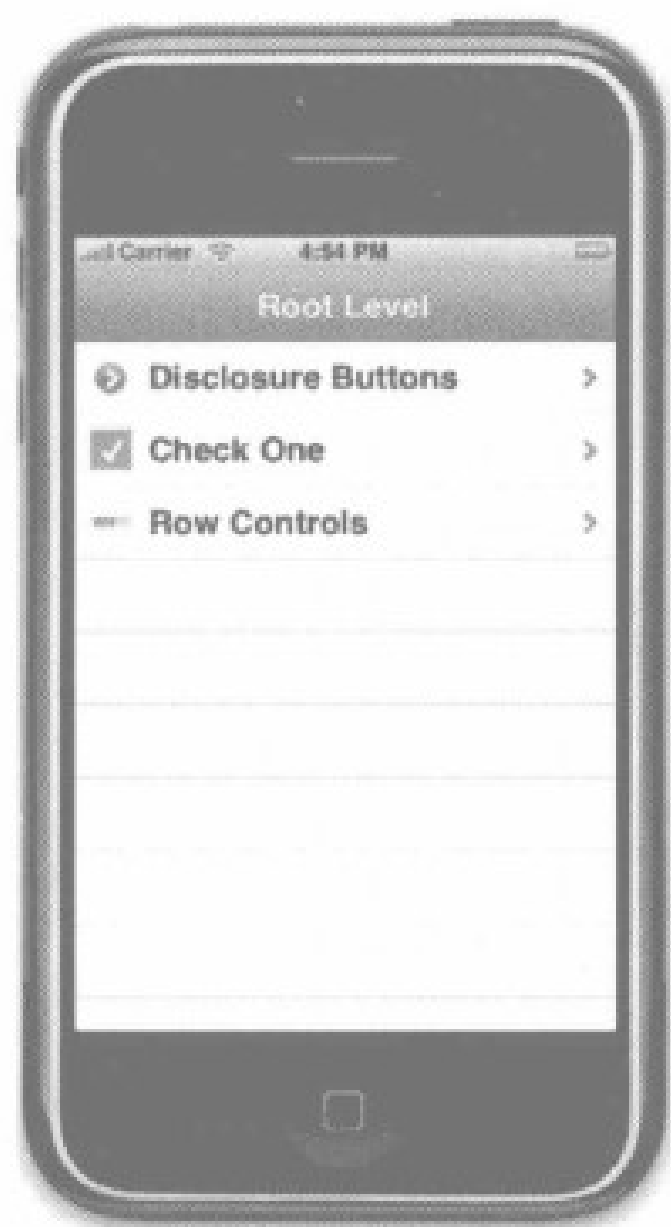 Carrier 4:54 PM
Root Level
Disclosure Buttons
Check One
Row Controls